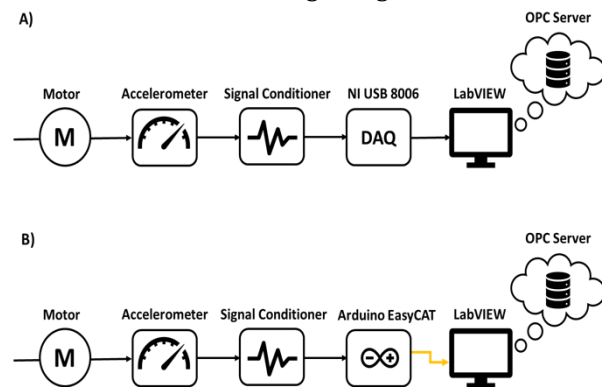 A)
OPC Server
Motor
Accelerometer
Signal Conditioner
NI USB 8006
LabVIEW
M
DAQ
B)
OPC Server
Motor
Accelerometer
Signal Conditioner
Arduino EasyCAT
LabVIEW
M